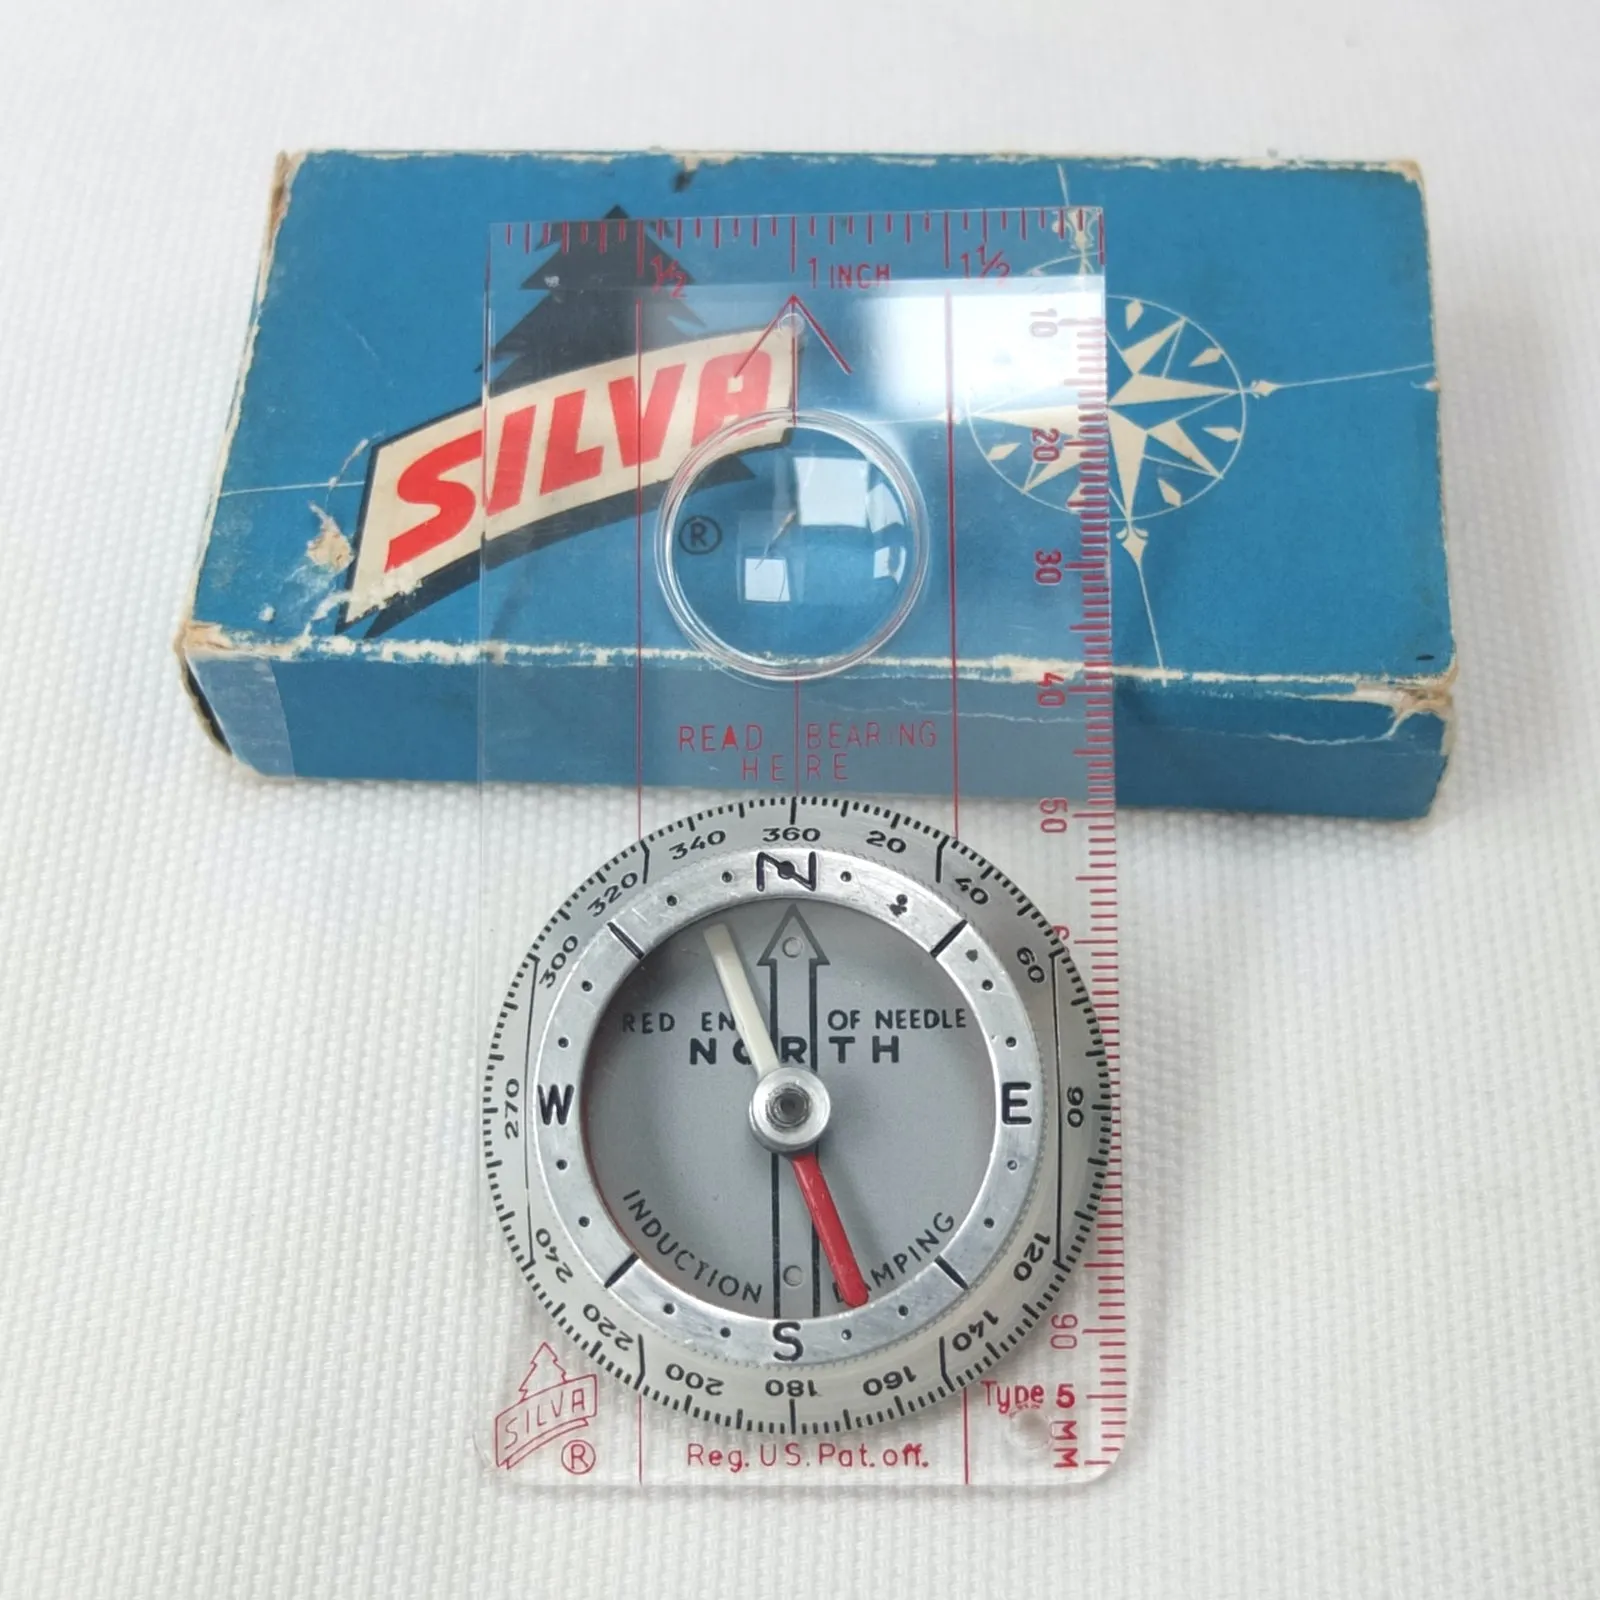 SILVA
®
1/2 1 INCH 1 1/2
10
20
30
40
50
90
READ BEARING
HERE
340 360 20
320 40
300 60
270 90
240 120
220 140
200 180 160
N
W E
S
RED END OF NEEDLE
NORTH
INDUCTION DAMPING
SILVA
®
Type 5
MM
Reg. U.S. Pat. off.